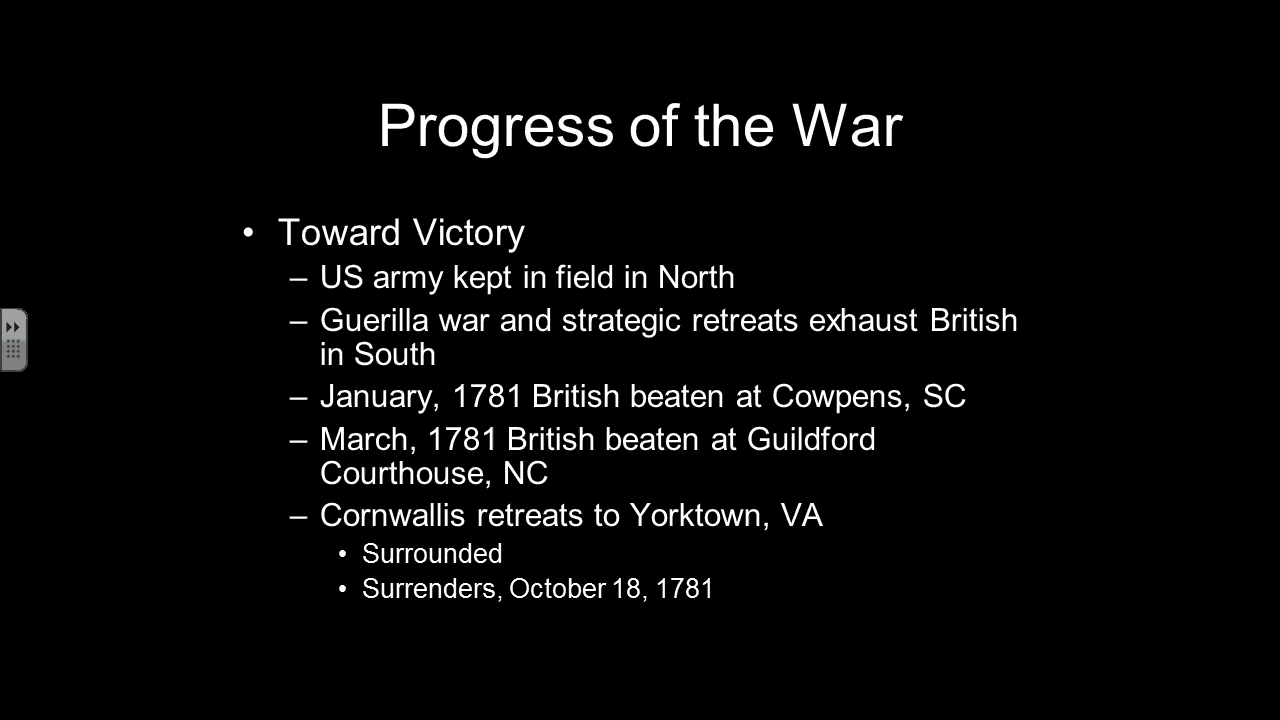 Progress of the War
• Toward Victory
– US army kept in field in North
– Guerilla war and strategic retreats exhaust British
in South
– January, 1781 British beaten at Cowpens, SC
– March, 1781 British beaten at Guildford
Courthouse, NC
– Cornwallis retreats to Yorktown, VA
• Surrounded
• Surrenders, October 18, 1781